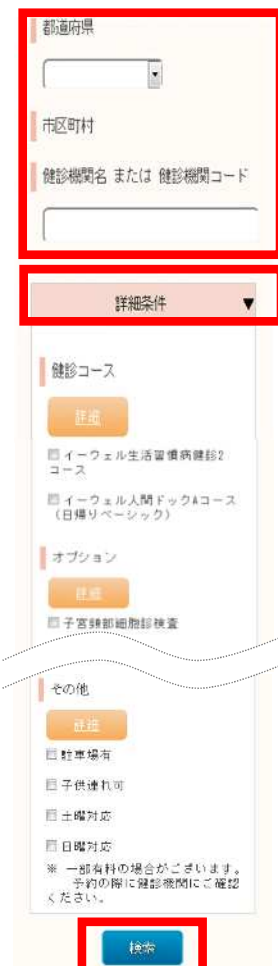 都道府県
市区町村
健診機関名 または 健診機関コード
詳細条件 ▼
健診コース
詳細
イーウェル生活習慣病健診2
コース
イーウェル人間ドックAコース
（日帰りベーシック）
オプション
詳細
子宮頸部細胞診検査
その他
詳細
駐車場有
子供連れ可
土曜対応
日曜対応
※ 一部有料の場合がございます。
予約の際に健診機関にご確認
ください。
検索